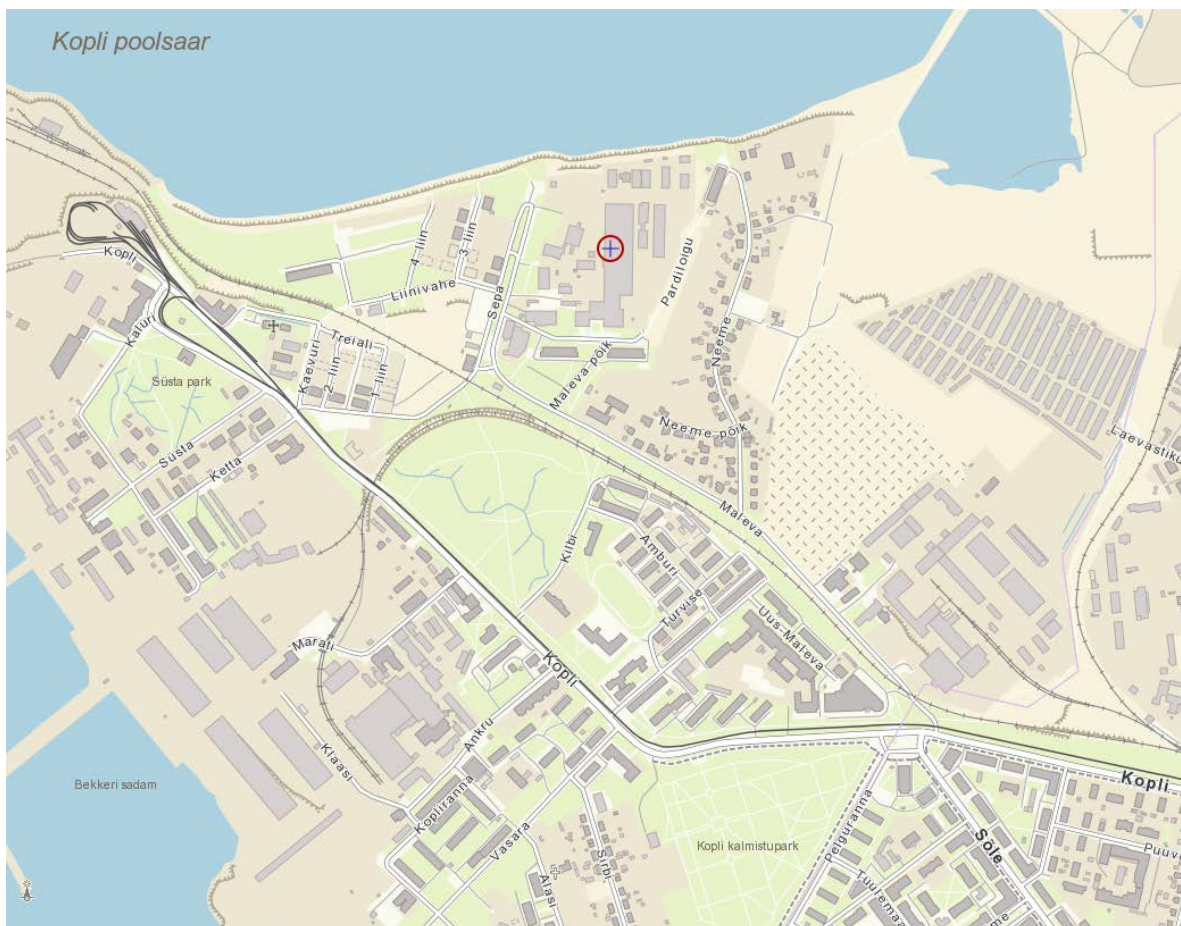 Kopli poolsaar
Kopli
4 liin
3 liin
Liinivahe
Sepa
Pardiloigu
Neeme
Kaluri
Treiali
Kaevuri
2 liin
1 liin
Maleva põik
Süsta park
Neeme põik
Laevastiku
Süsta
Ketta
Maleva
Kilbi
Amburi
Turvise
Uus-Maleva
Marati
Kopli
Ankru
Klaasi
Bekkeri sadam
Kopliranna
Vasara
Kopli
Pelguranna
Sõle
Kopli kalmistupark
Sirbi
Alasi